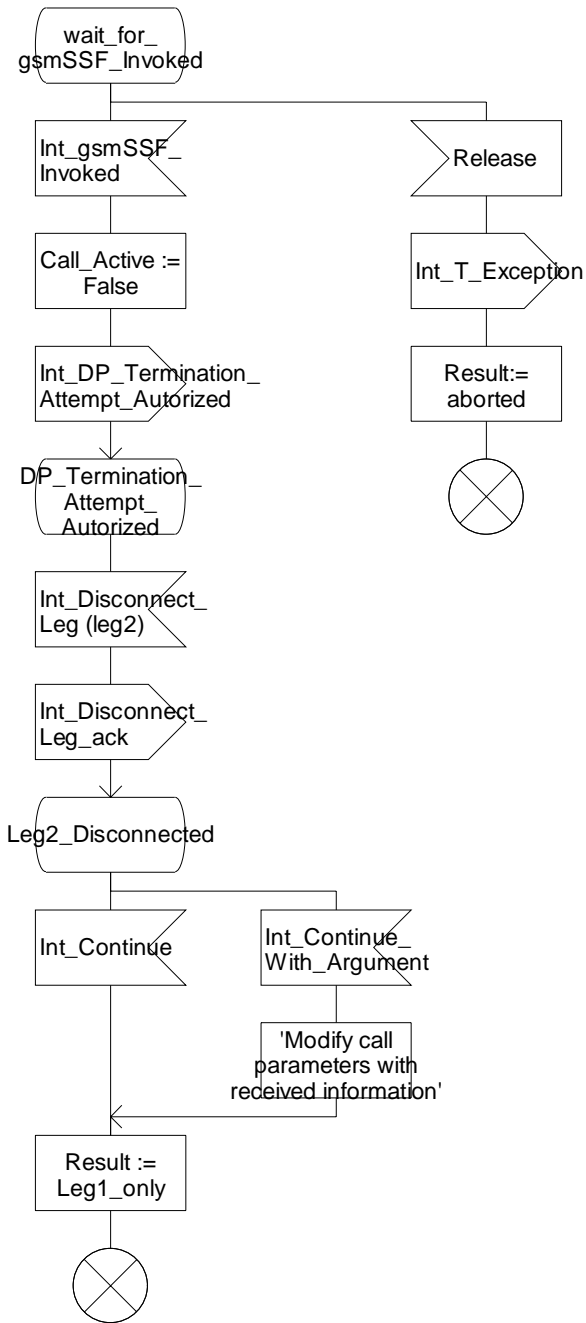 wait_for_
gsmSSF_Invoked
Int_gsmSSF_
Invoked
Release
Call_Active :=
False
Int_T_Exception
Int_DP_Termination_
Attempt_Autorized
Result:=
aborted
DP_Termination_
Attempt_
Autorized
Int_Disconnect_
Leg (leg2)
Int_Disconnect_
Leg_ack
Leg2_Disconnected
Int_Continue
Int_Continue_
With_Argument
'Modify call
parameters with
received information'
Result :=
Leg1_only